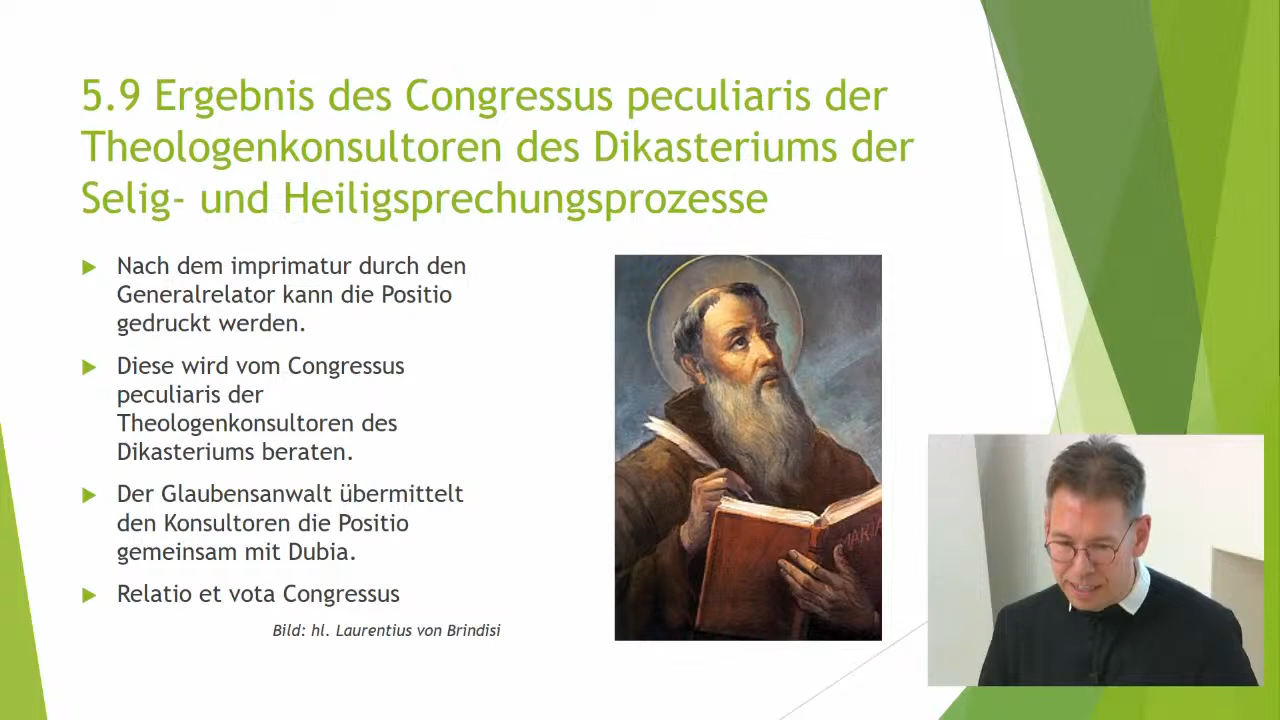 5.9 Ergebnis des Congressus peculiaris der
Theologenkonsultoren des Dikasteriums der
Selig- und Heiligsprechungsprozesse
Nach dem imprimatur durch den
Generalrelator kann die Positio
gedruckt werden.
Diese wird vom Congressus
peculiaris der
Theologenkonsultoren des
Dikasteriums beraten.
Der Glaubensanwalt übermittelt
den Konsultoren die Positio
gemeinsam mit Dubia.
Relatio et vota Congressus
Bild: hl. Laurentius von Brindisi
MARIA